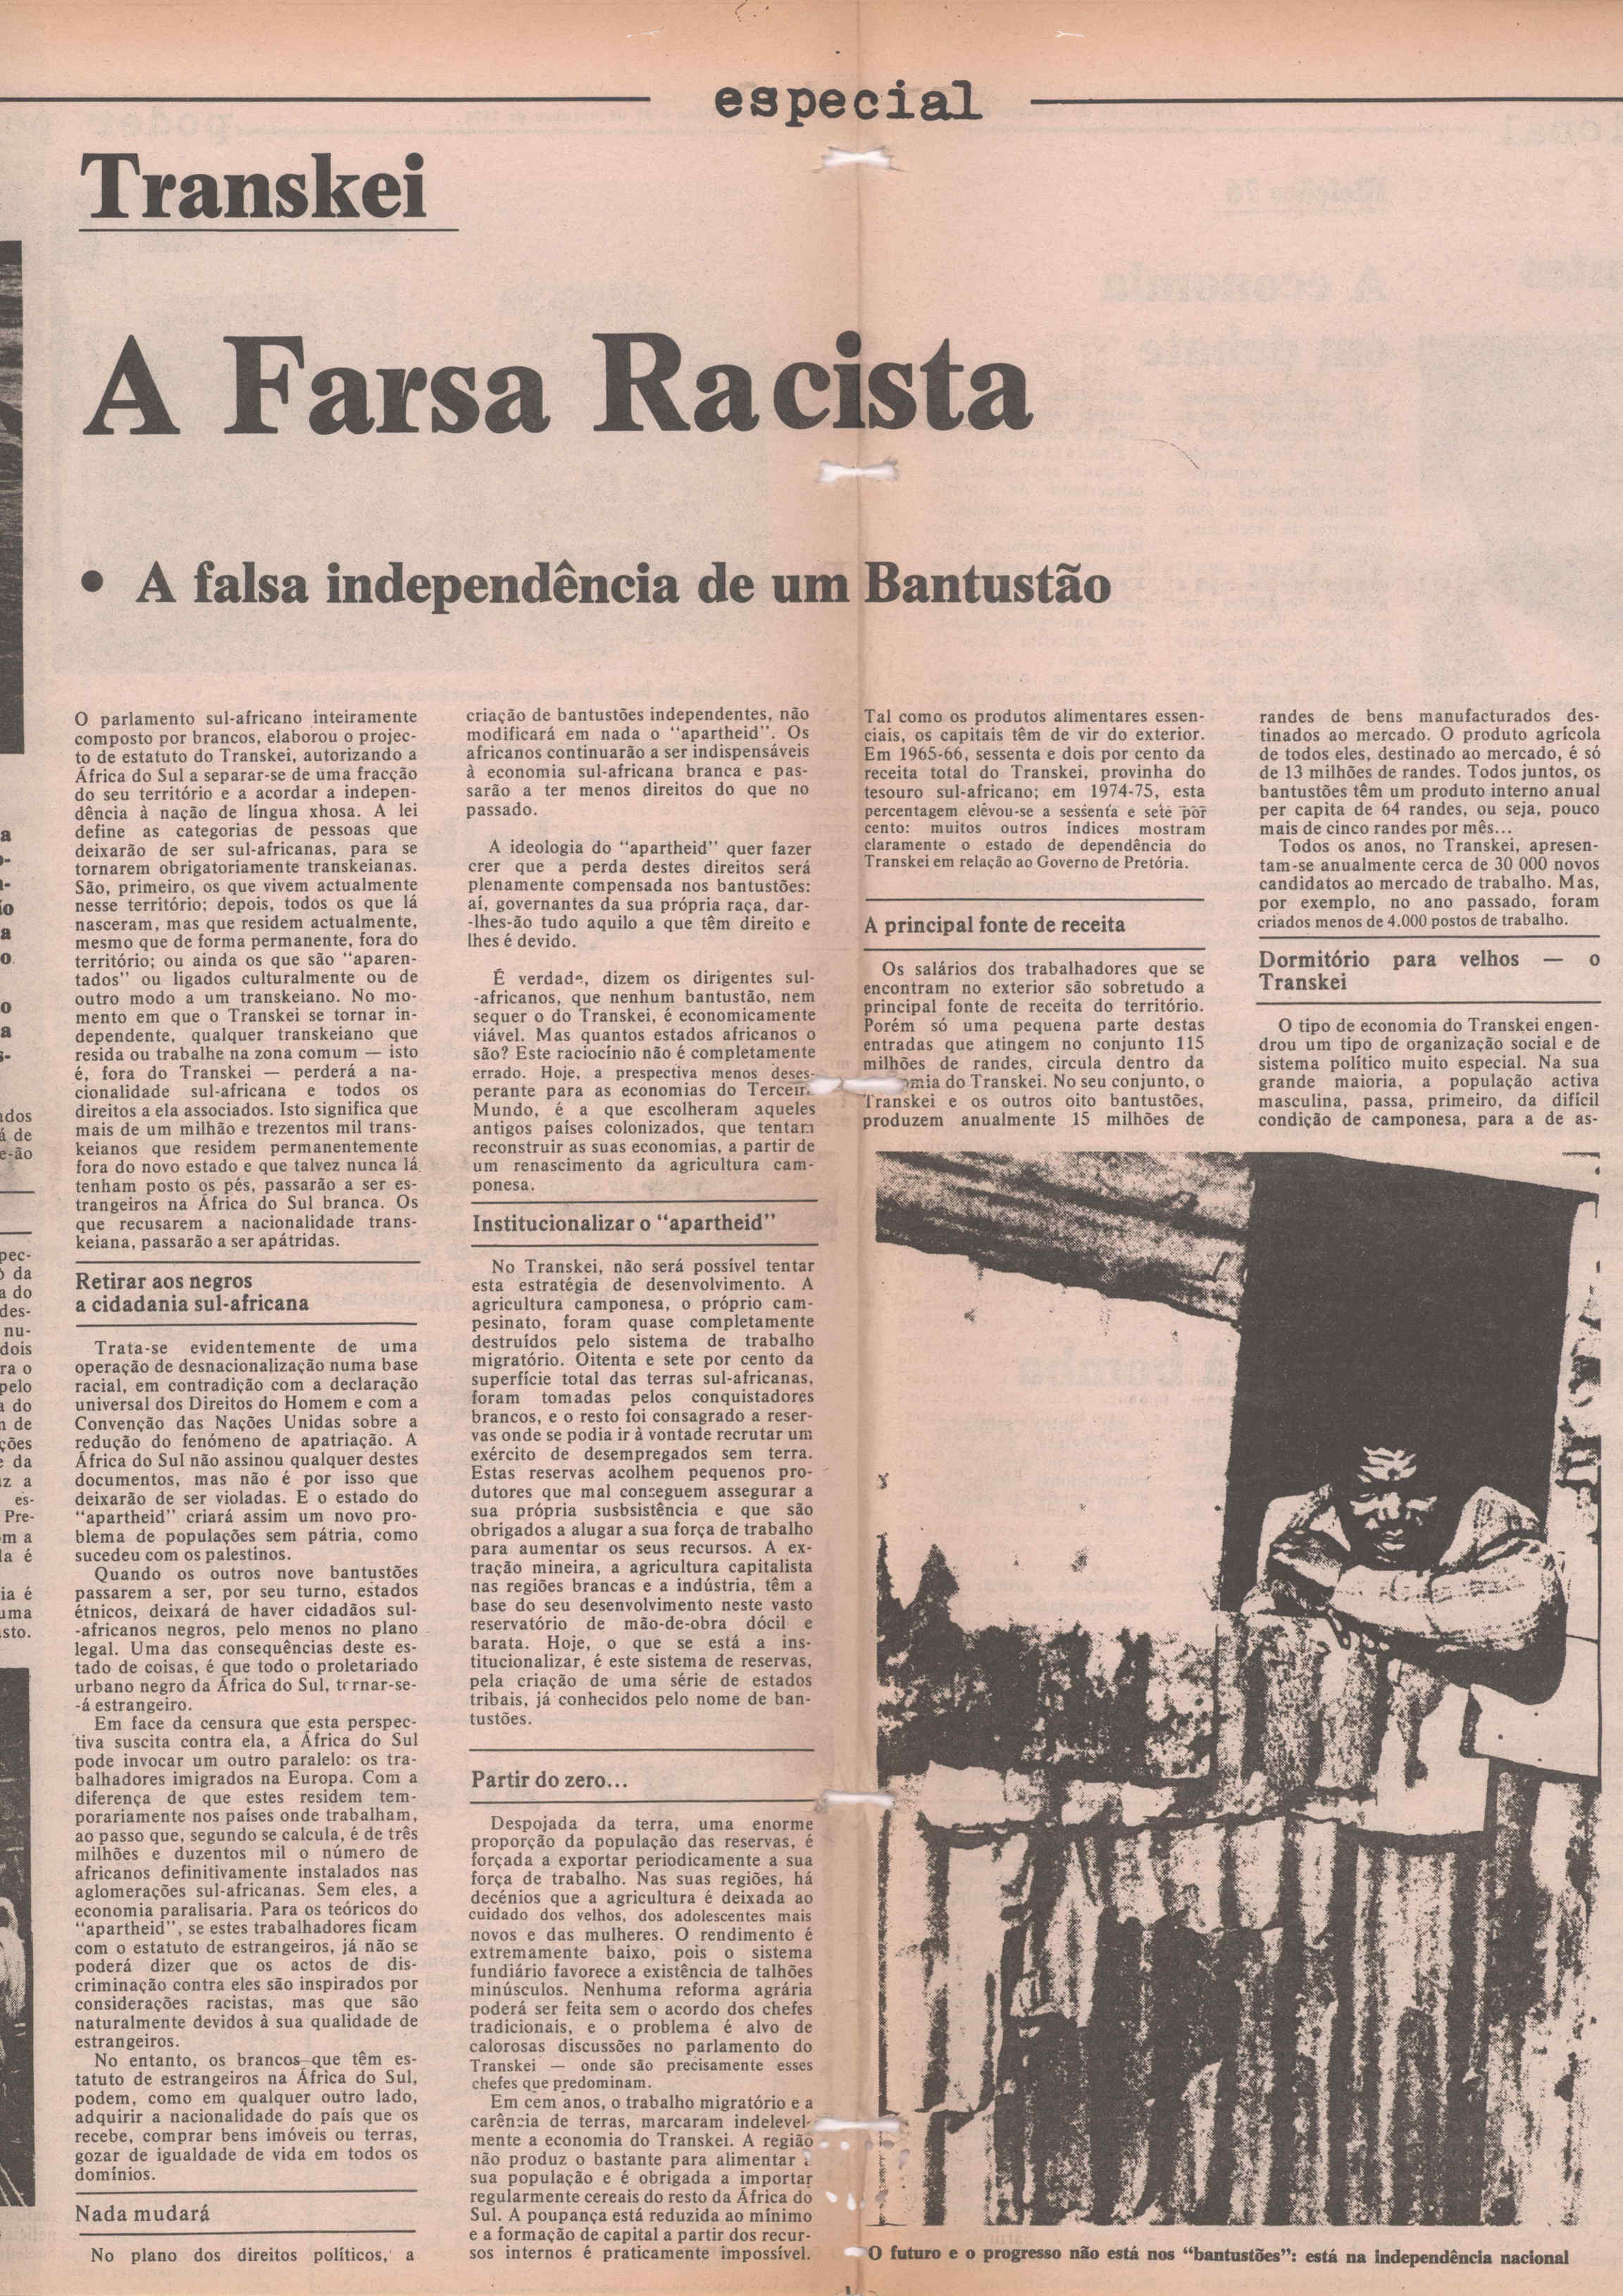 especial
Transkei
A Farsa Racista
• A falsa independência de um Bantustão
O parlamento sul-africano inteiramente
composto por brancos, elaborou o projec-
to de estatuto do Transkei, autorizando a
África do Sul a separar-se de uma fracção
do seu território e a acordar a indepen-
dência à nação de língua xhosa. A lei
define as categorias de pessoas que
deixarão de ser sul-africanas, para se
tornarem obrigatoriamente transkeianas.
São, primeiro, os que vivem actualmente
nesse território; depois, todos os que lá
nasceram, mas que residem actualmente,
mesmo que de forma permanente, fora do
território; ou ainda os que são "aparen-
tados" ou ligados culturalmente ou de
outro modo a um transkeiano. No mo-
mento em que o Transkei se tornar in-
dependente, qualquer transkeiano que
resida ou trabalhe na zona comum — isto
é, fora do Transkei — perderá a na-
cionalidade sul-africana e todos os
direitos a ela associados. Isto significa que
mais de um milhão e trezentos mil trans-
keianos que residem permanentemente
fora do novo estado e que talvez nunca lá
tenham posto os pés, passarão a ser es-
trangeiros na África do Sul branca. Os
que recusarem a nacionalidade trans-
keiana, passarão a ser apátridas.
Retirar aos negros
a cidadania sul-africana
Trata-se evidentemente de uma
operação de desnacionalização numa base
racial, em contradição com a declaração
universal dos Direitos do Homem e com a
Convenção das Nações Unidas sobre a
redução do fenómeno de apatriação. A
África do Sul não assinou qualquer destes
documentos, mas não é por isso que
deixarão de ser violadas. E o estado do
"apartheid" criará assim um novo pro-
blema de populações sem pátria, como
sucedeu com os palestinos.
Quando os outros nove bantustões
passarem a ser, por seu turno, estados
étnicos, deixará de haver cidadãos sul-
-africanos negros, pelo menos no plano
legal. Uma das consequências deste es-
tado de coisas, é que todo o proletariado
urbano negro da África do Sul, tornar-se-
-á estrangeiro.
Em face da censura que esta perspec-
tiva suscita contra ela, a África do Sul
pode invocar um outro paralelo: os tra-
balhadores imigrados na Europa. Com a
diferença de que estes residem tem-
porariamente nos países onde trabalham,
ao passo que, segundo se calcula, é de três
milhões e duzentos mil o número de
africanos definitivamente instalados nas
aglomerações sul-africanas. Sem eles, a
economia paralisaria. Para os teóricos do
"apartheid", se estes trabalhadores ficam
com o estatuto de estrangeiros, já não se
poderá dizer que os actos de dis-
criminação contra eles são inspirados por
considerações racistas, mas que são
naturalmente devidos à sua qualidade de
estrangeiros.
No entanto, os brancos que têm es-
tatuto de estrangeiros na África do Sul,
podem, como em qualquer outro lado,
adquirir a nacionalidade do país que os
recebe, comprar bens imóveis ou terras,
gozar de igualdade de vida em todos os
domínios.
Nada mudará
No plano dos direitos políticos, a
criação de bantustões independentes, não
modificará em nada o "apartheid". Os
africanos continuarão a ser indispensáveis
à economia sul-africana branca e pas-
sarão a ter menos direitos do que no
passado.
A ideologia do "apartheid" quer fazer
crer que a perda destes direitos será
plenamente compensada nos bantustões:
aí, governantes da sua própria raça, dar-
-lhes-ão tudo aquilo a que têm direito e
lhes é devido.
É verdade, dizem os dirigentes sul-
-africanos, que nenhum bantustão, nem
sequer o do Transkei, é economicamente
viável. Mas quantos estados africanos o
são? Este raciocínio não é completamente
errado. Hoje, a prespectiva menos deses-
perante para as economias do Terceiro
Mundo, é a que escolheram aqueles
antigos países colonizados, que tentam
reconstruir as suas economias, a partir de
um renascimento da agricultura cam-
ponesa.
Institucionalizar o "apartheid"
No Transkei, não será possível tentar
esta estratégia de desenvolvimento. A
agricultura camponesa, o próprio cam-
pesinato, foram quase completamente
destruídos pelo sistema de trabalho
migratório. Oitenta e sete por cento da
superfície total das terras sul-africanas,
foram tomadas pelos conquistadores
brancos, e o resto foi consagrado a reser-
vas onde se podia ir à vontade recrutar um
exército de desempregados sem terra.
Estas reservas acolhem pequenos pro-
dutores que mal conseguem assegurar a
sua própria susbsistência e que são
obrigados a alugar a sua força de trabalho
para aumentar os seus recursos. A ex-
tração mineira, a agricultura capitalista
nas regiões brancas e a indústria, têm a
base do seu desenvolvimento neste vasto
reservatório de mão-de-obra dócil e
barata. Hoje, o que se está a ins-
titucionalizar, é este sistema de reservas,
pela criação de uma série de estados
tribais, já conhecidos pelo nome de ban-
tustões.
Partir do zero...
Despojada da terra, uma enorme
proporção da população das reservas, é
forçada a exportar periodicamente a sua
força de trabalho. Nas suas regiões, há
decénios que a agricultura é deixada ao
cuidado dos velhos, dos adolescentes mais
novos e das mulheres. O rendimento é
extremamente baixo, pois o sistema
fundiário favorece a existência de talhões
minúsculos. Nenhuma reforma agrária
poderá ser feita sem o acordo dos chefes
tradicionais, e o problema é alvo de
calorosas discussões no parlamento do
Transkei — onde são precisamente esses
chefes que predominam.
Em cem anos, o trabalho migratório e a
carência de terras, marcaram indelevel-
mente a economia do Transkei. A região
não produz o bastante para alimentar
sua população e é obrigada a importar
regularmente cereais do resto da África do
Sul. A poupança está reduzida ao mínimo
e a formação de capital a partir dos recur-
sos internos é praticamente impossível.
Tal como os produtos alimentares essen-
ciais, os capitais têm de vir do exterior.
Em 1965-66, sessenta e dois por cento da
receita total do Transkei, provinha do
tesouro sul-africano; em 1974-75, esta
percentagem elevou-se a sessenta e sete por
cento: muitos outros índices mostram
claramente o estado de dependência do
Transkei em relação ao Governo de Pretória.
A principal fonte de receita
Os salários dos trabalhadores que se
encontram no exterior são sobretudo a
principal fonte de receita do território.
Porém só uma pequena parte destas
entradas que atingem no conjunto 115
milhões de randes, circula dentro da
do Transkei. No seu conjunto, o
Transkei e os outros oito bantustões,
produzem anualmente 15 milhões de
randes de bens manufacturados des-
tinados ao mercado. O produto agrícola
de todos eles, destinado ao mercado, é só
de 13 milhões de randes. Todos juntos, os
bantustões têm um produto interno anual
per capita de 64 randes, ou seja, pouco
mais de cinco randes por mês...
Todos os anos, no Transkei, apresen-
tam-se anualmente cerca de 30 000 novos
candidatos ao mercado de trabalho. Mas,
por exemplo, no ano passado, foram
criados menos de 4.000 postos de trabalho.
Dormitório para velhos — o
Transkei
O tipo de economia do Transkei engen-
drou um tipo de organização social e de
sistema político muito especial. Na sua
grande maioria, a população activa
masculina, passa, primeiro, da difícil
condição de camponesa, para a de as-
O futuro e o progresso não está nos "bantustões": está na independência nacional